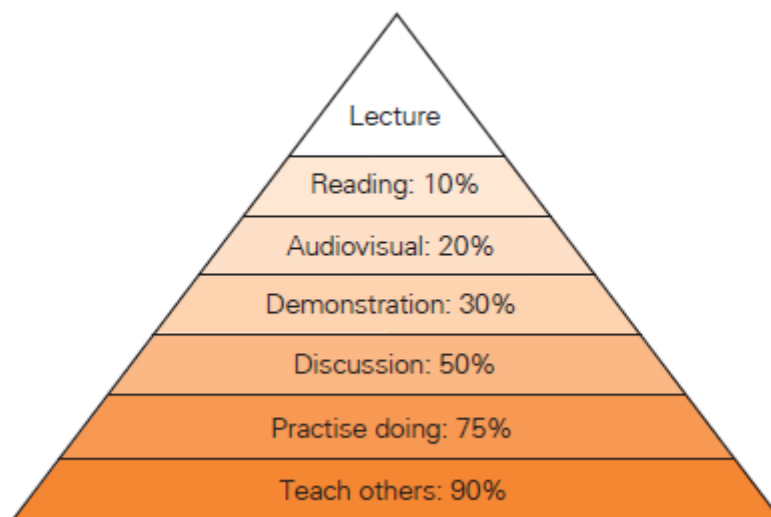 Lecture
Reading: 10%
Audiovisual: 20%
Demonstration: 30%
Discussion: 50%
Practise doing: 75%
Teach others: 90%